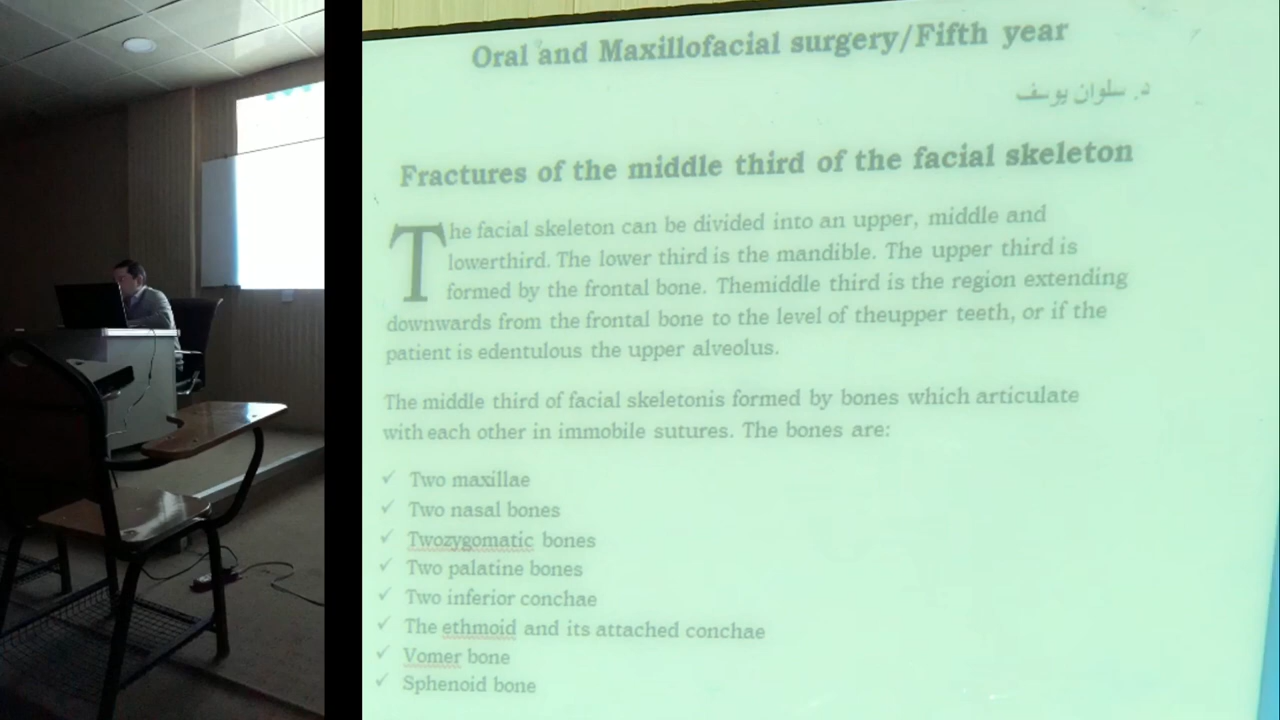 Oral and Maxillofacial surgery/Fifth year
د. سلوان يوسف
Fractures of the middle third of the facial skeleton
The facial skeleton can be divided into an upper, middle and
lowerthird. The lower third is the mandible. The upper third is
formed by the frontal bone. Themiddle third is the region extending
downwards from the frontal bone to the level of theupper teeth, or if the
patient is edentulous the upper alveolus.
The middle third of facial skeletonis formed by bones which articulate
with each other in immobile sutures. The bones are:
✓ Two maxillae
✓ Two nasal bones
✓ Twozygomatic bones
✓ Two palatine bones
✓ Two inferior conchae
✓ The ethmoid and its attached conchae
✓ Vomer bone
✓ Sphenoid bone